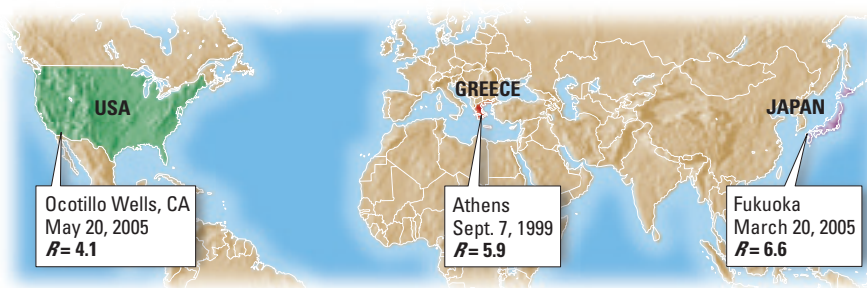 USA
GREECE
JAPAN
Ocotillo Wells, CA
May 20, 2005
R = 4.1
Athens
Sept. 7, 1999
R = 5.9
Fukuoka
March 20, 2005
R = 6.6